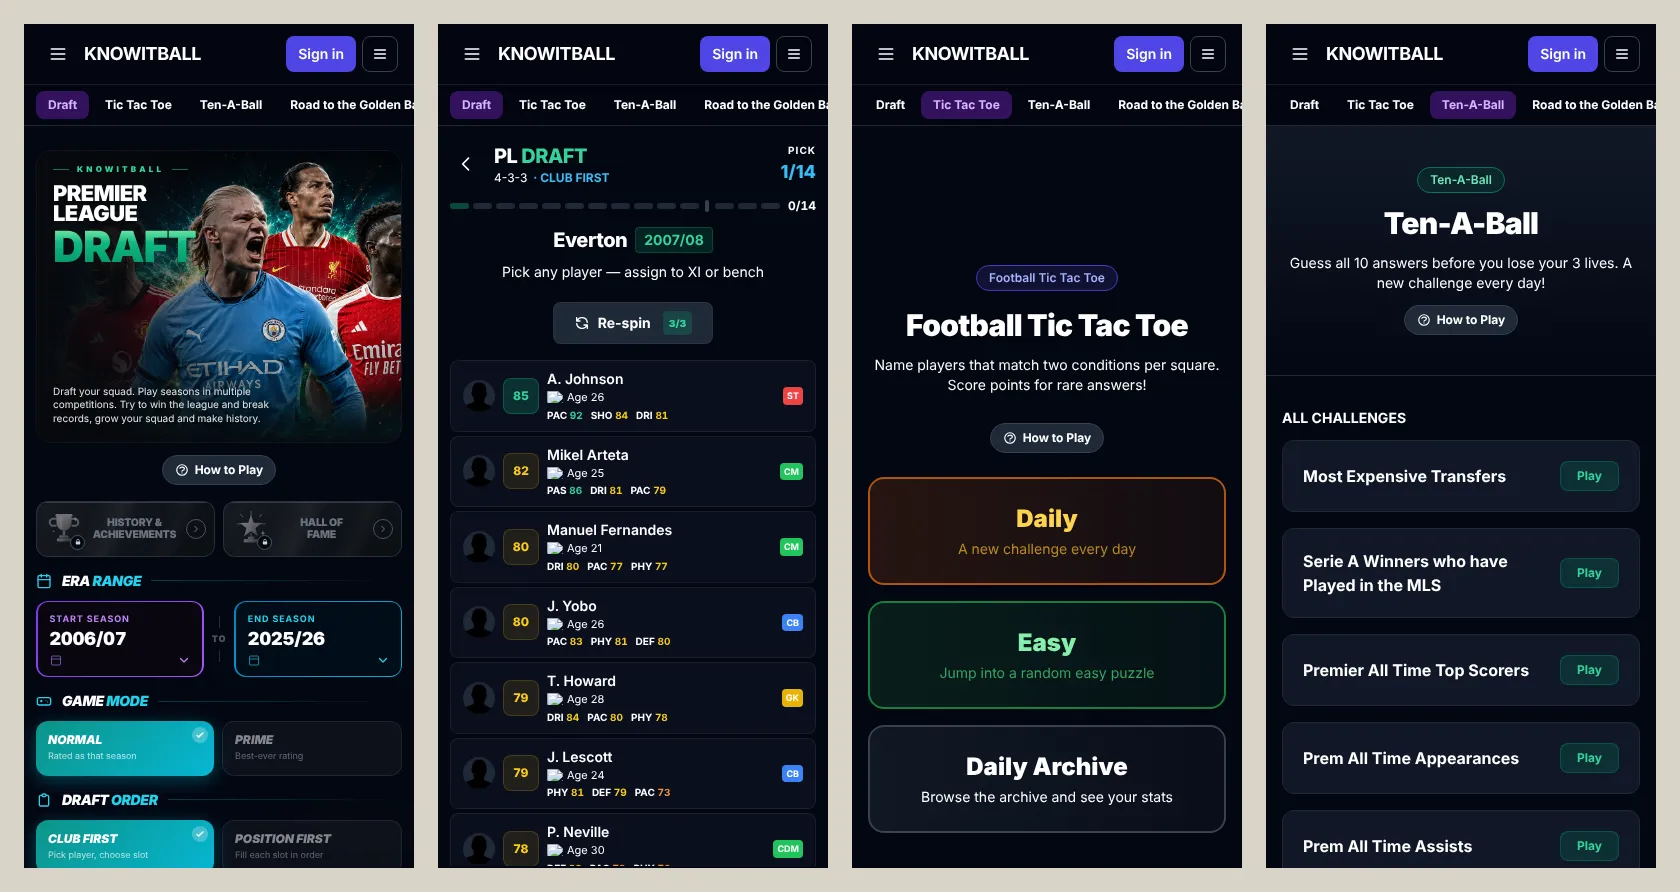 KNOWITBALL
Sign in
Draft
Tic Tac Toe
Ten-A-Ball
Road to the Golden Ba
KNOWITBALL
PREMIER
LEAGUE
DRAFT
Standard
Chartered
ETIHAD
AIRWAYS
Emira
FLY BET
Draft your squad. Play seasons in multiple
competitions. Try to win the league and break
records, grow your squad and make history.
How to Play
HISTORY &
ACHIEVEMENTS
HALL OF
FAME
ERA RANGE
START SEASON
2006/07
TO
END SEASON
2025/26
GAME MODE
NORMAL
Rated as that season
PRIME
Best-ever rating
DRAFT ORDER
CLUB FIRST
Pick player, choose slot
POSITION FIRST
Fill each slot in order
KNOWITBALL
Sign in
Draft
Tic Tac Toe
Ten-A-Ball
Road to the Golden Ba
PL DRAFT
4-3-3 · CLUB FIRST
PICK
1/14
0/14
Everton 2007/08
Pick any player — assign to XI or bench
Re-spin 3/3
85
A. Johnson
Age 26
PAC 92 SHO 84 DRI 81
ST
82
Mikel Arteta
Age 25
PAS 86 DRI 81 PAC 79
CM
80
Manuel Fernandes
Age 21
DRI 80 PAC 77 PHY 77
CM
80
J. Yobo
Age 26
PAC 83 PHY 81 DEF 80
CB
79
T. Howard
Age 28
DRI 84 PAC 80 PHY 78
GK
79
J. Lescott
Age 24
PHY 81 DEF 79 PAC 73
CB
78
P. Neville
Age 30
CDM
KNOWITBALL
Sign in
Draft
Tic Tac Toe
Ten-A-Ball
Road to the Golden Ba
Football Tic Tac Toe
Football Tic Tac Toe
Name players that match two conditions per square.
Score points for rare answers!
How to Play
Daily
A new challenge every day
Easy
Jump into a random easy puzzle
Daily Archive
Browse the archive and see your stats
KNOWITBALL
Sign in
Draft
Tic Tac Toe
Ten-A-Ball
Road to the Golden Ba
Ten-A-Ball
Ten-A-Ball
Guess all 10 answers before you lose your 3 lives. A
new challenge every day!
How to Play
ALL CHALLENGES
Most Expensive Transfers
Play
Serie A Winners who have
Played in the MLS
Play
Premier All Time Top Scorers
Play
Prem All Time Appearances
Play
Prem All Time Assists
Play